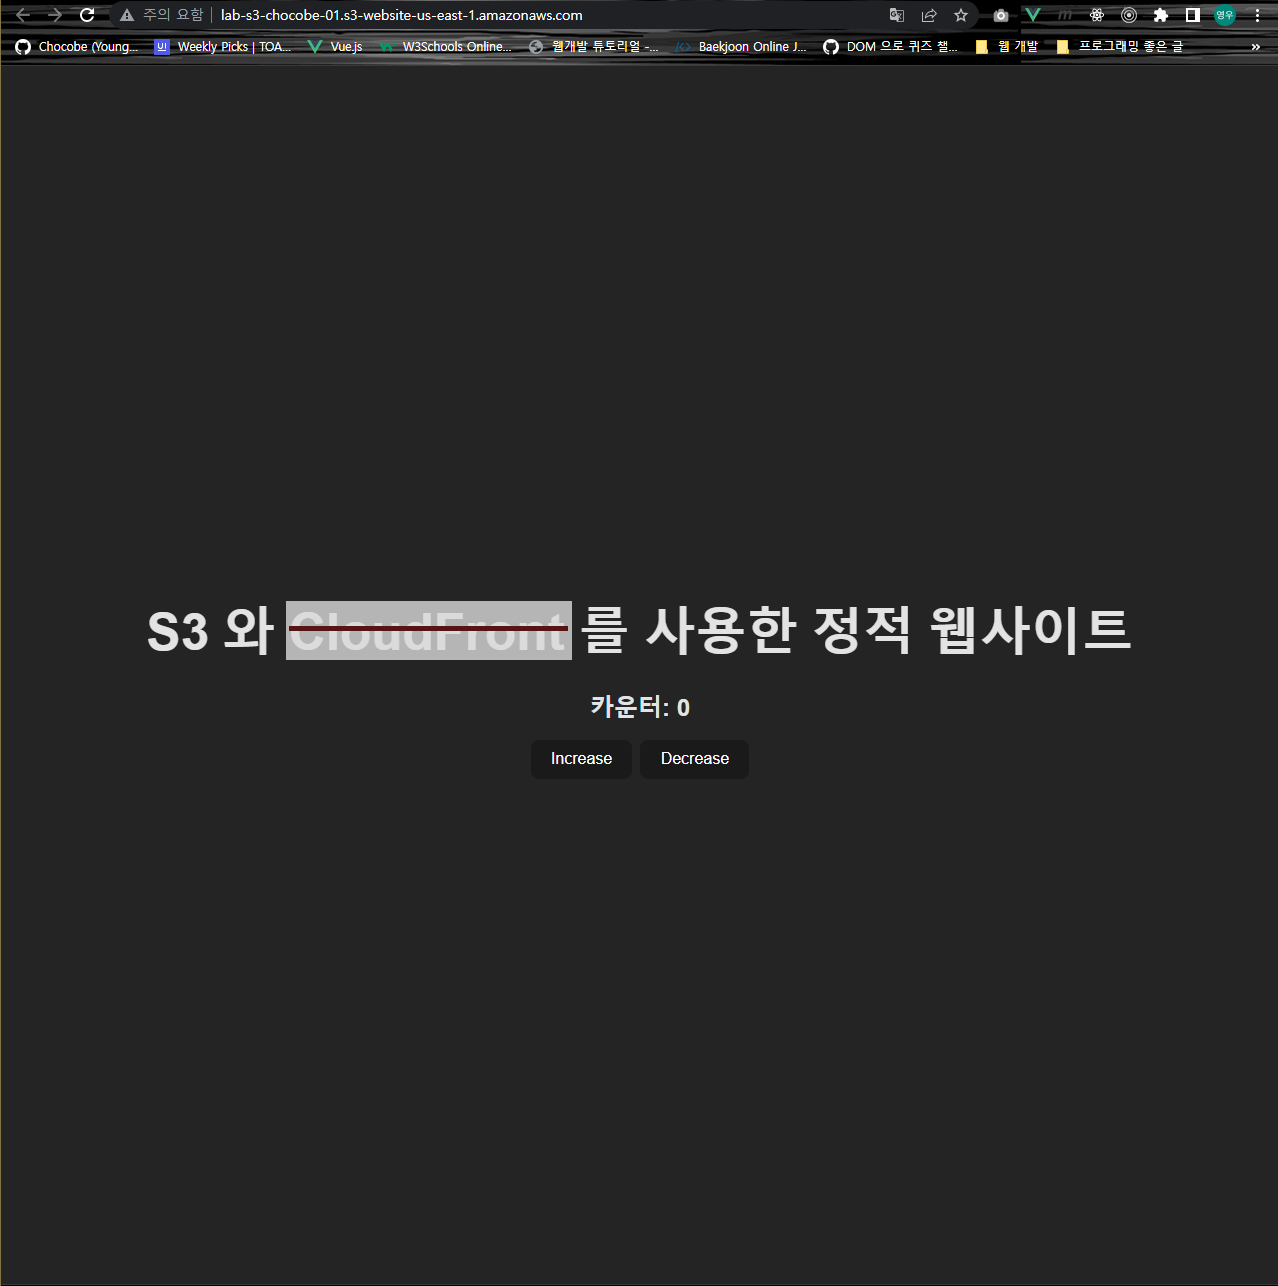 주의 요함 lab-s3-chocobe-01.s3-website-us-east-1.amazonaws.com 영우
Chocobe (Young... UI Weekly Picks | TOA... Vue.js W3Schools Online... 웹개발 튜토리얼 -... </> Baekjoon Online J... DOM 으로 퀴즈 챌... 웹 개발 프로그래밍 좋은 글 »
S3 와 CloudFront 를 사용한 정적 웹사이트
카운터: 0
Increase Decrease